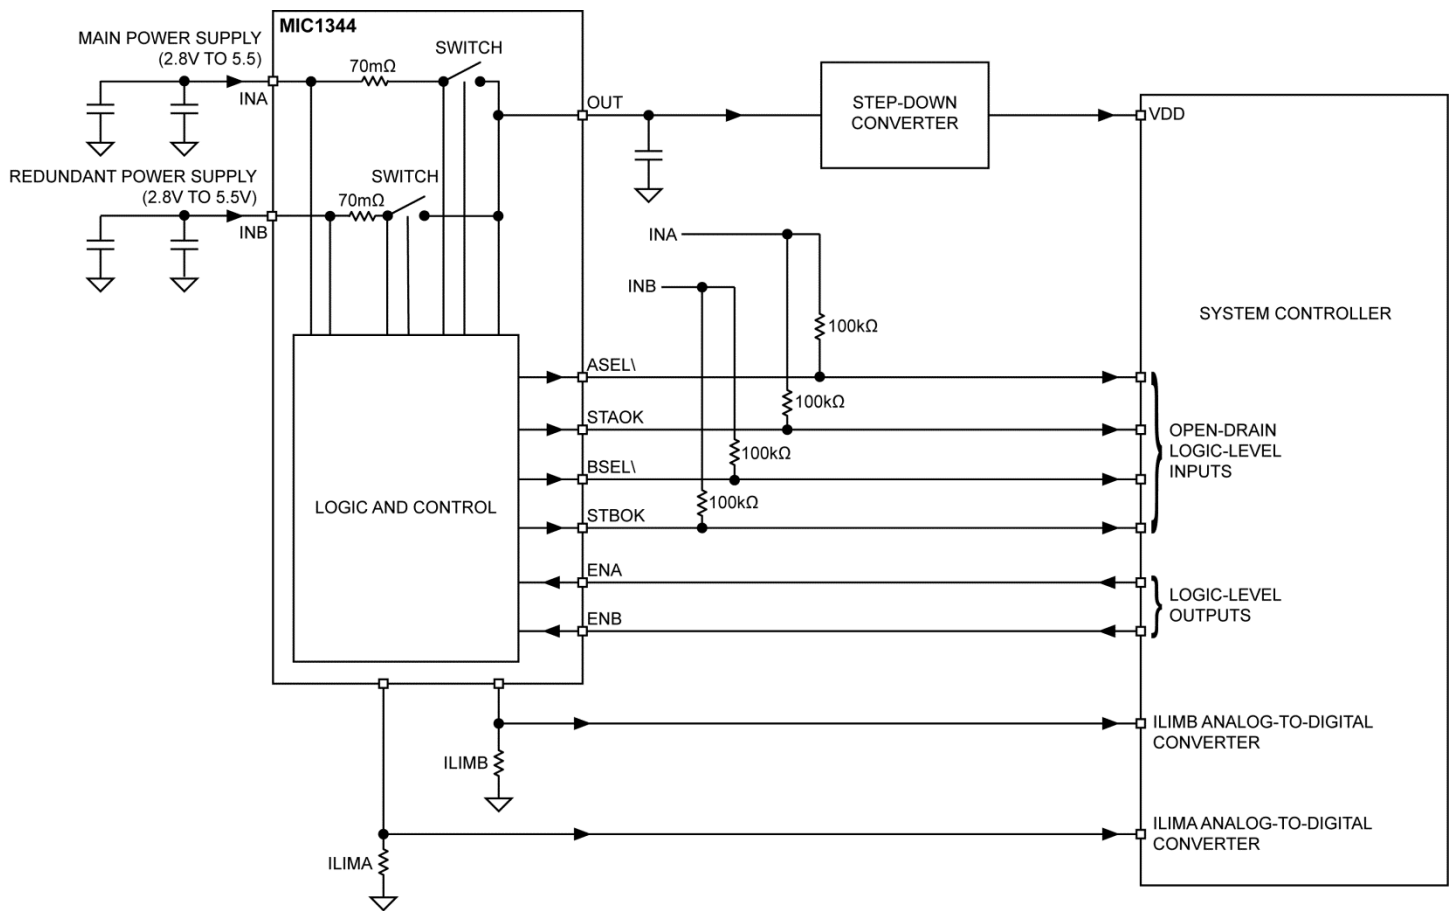 MIC1344
MAIN POWER SUPPLY
(2.8V TO 5.5)
INA
70mΩ
SWITCH
OUT
STEP-DOWN
CONVERTER
VDD
REDUNDANT POWER SUPPLY
(2.8V TO 5.5V)
INB
70mΩ
SWITCH
INA
INB
100kΩ
100kΩ
100kΩ
100kΩ
SYSTEM CONTROLLER
LOGIC AND CONTROL
ASEL\
STAOK
BSEL\
STBOK
ENA
ENB
OPEN-DRAIN
LOGIC-LEVEL
INPUTS
LOGIC-LEVEL
OUTPUTS
ILIMB
ILIMB ANALOG-TO-DIGITAL
CONVERTER
ILIMA
ILIMA ANALOG-TO-DIGITAL
CONVERTER